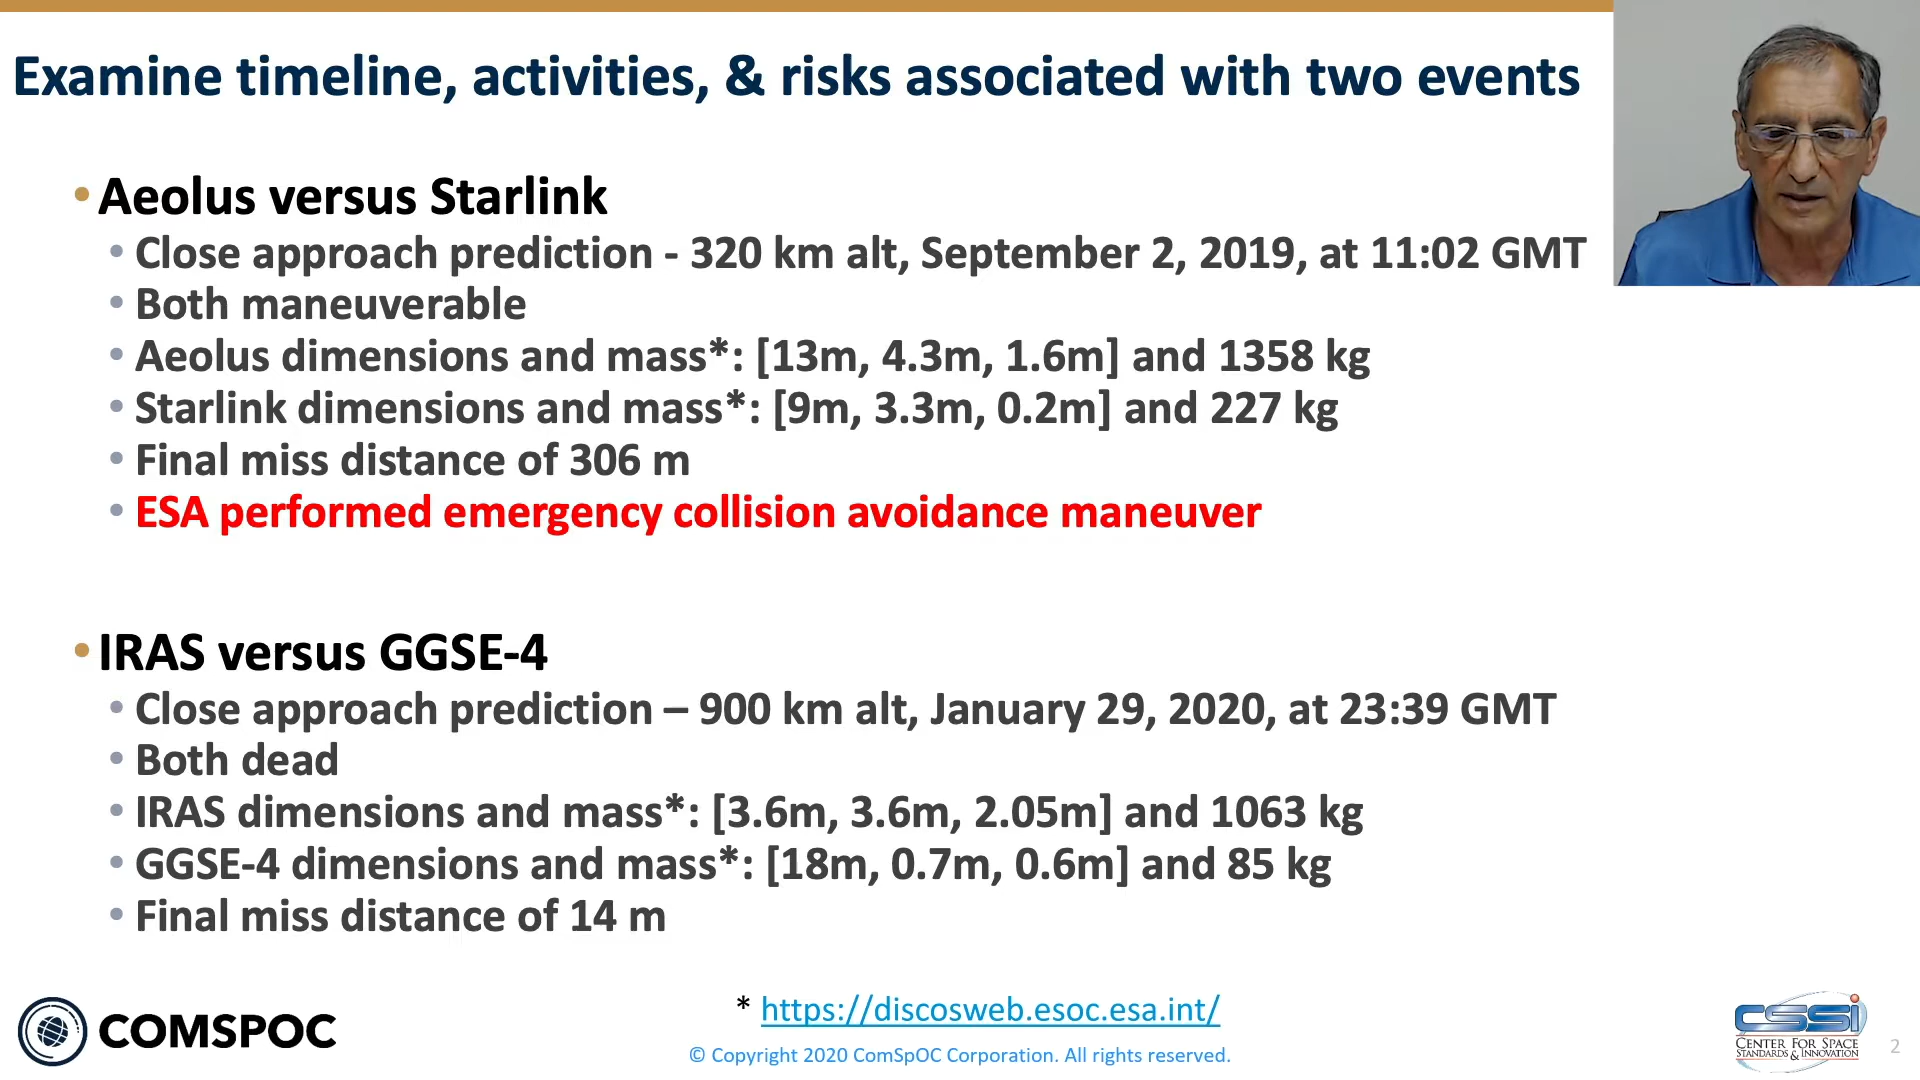 Examine timeline, activities, & risks associated with two events
• Aeolus versus Starlink
• Close approach prediction - 320 km alt, September 2, 2019, at 11:02 GMT
• Both maneuverable
• Aeolus dimensions and mass*: [13m, 4.3m, 1.6m] and 1358 kg
• Starlink dimensions and mass*: [9m, 3.3m, 0.2m] and 227 kg
• Final miss distance of 306 m
• ESA performed emergency collision avoidance maneuver
• IRAS versus GGSE-4
• Close approach prediction – 900 km alt, January 29, 2020, at 23:39 GMT
• Both dead
• IRAS dimensions and mass*: [3.6m, 3.6m, 2.05m] and 1063 kg
• GGSE-4 dimensions and mass*: [18m, 0.7m, 0.6m] and 85 kg
• Final miss distance of 14 m
* https://discosweb.esoc.esa.int/
COMSPOC
© Copyright 2020 ComSpOC Corporation. All rights reserved.
cssi
CENTER FOR SPACE
STANDARDS & INNOVATION
2